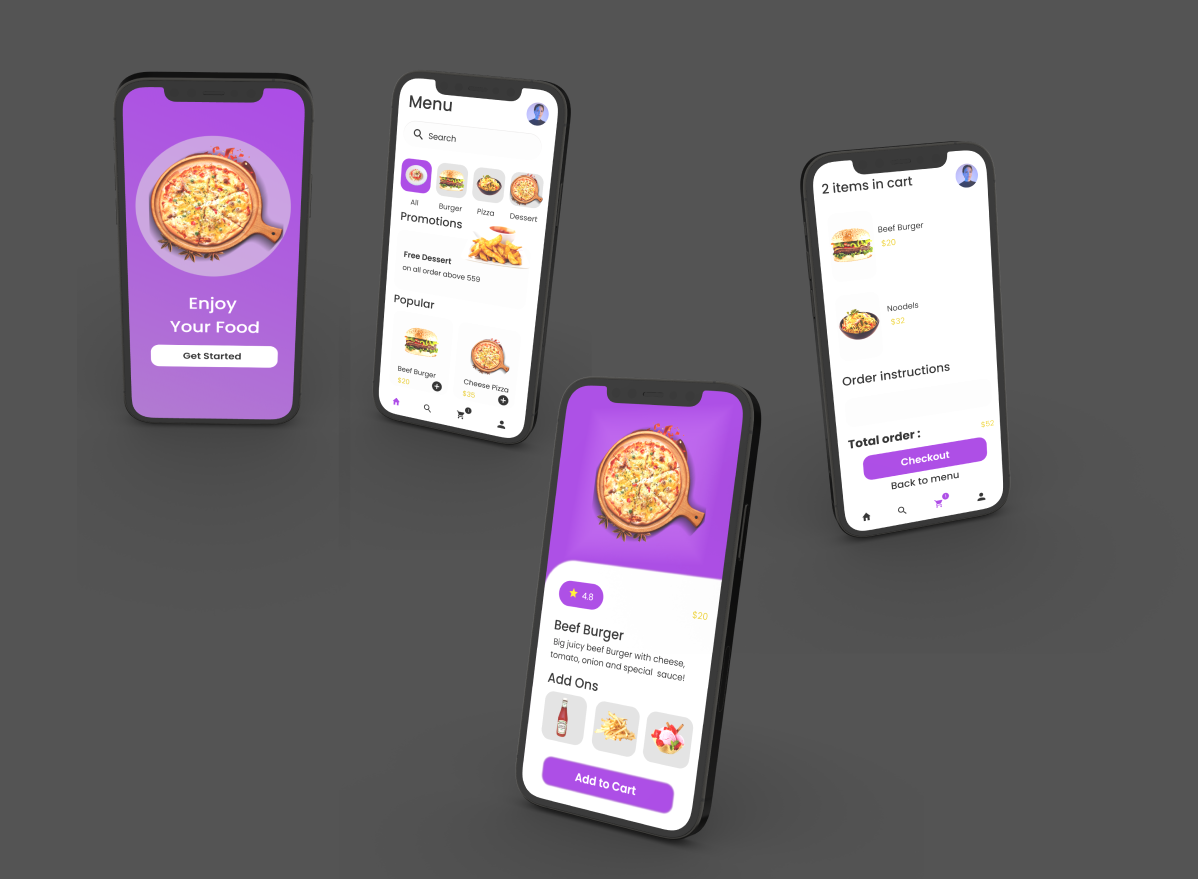 Enjoy
Your Food
Get Started
Menu
Search
All
Burger
Pizza
Dessert
Promotions
Free Dessert
on all order above 559
Popular
Beef Burger
$20
Cheese Pizza
$35
4.8
$20
Beef Burger
Big juicy beef Burger with cheese,
tomato, onion and special sauce!
Add Ons
Add to Cart
2 items in cart
Beef Burger
$20
Noodels
$32
Order instructions
Total order :
$52
Checkout
Back to menu